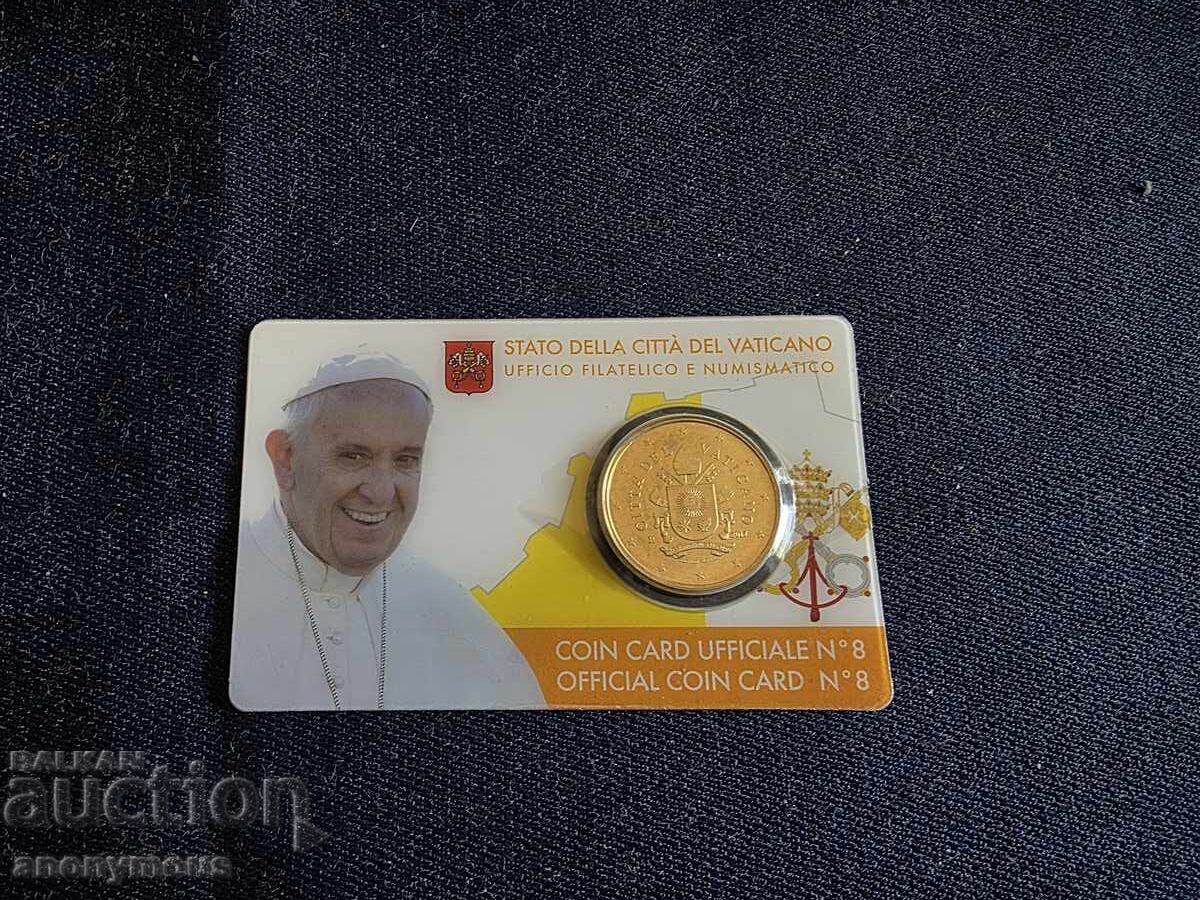 STATO DELLA CITTÀ DEL VATICANO
UFFICIO FILATELICO E NUMISMATICO
CITTÀ DEL VATICANO
COIN CARD UFFICIALE N° 8
OFFICIAL COIN CARD N° 8
BALKAN
auction
anonymeus